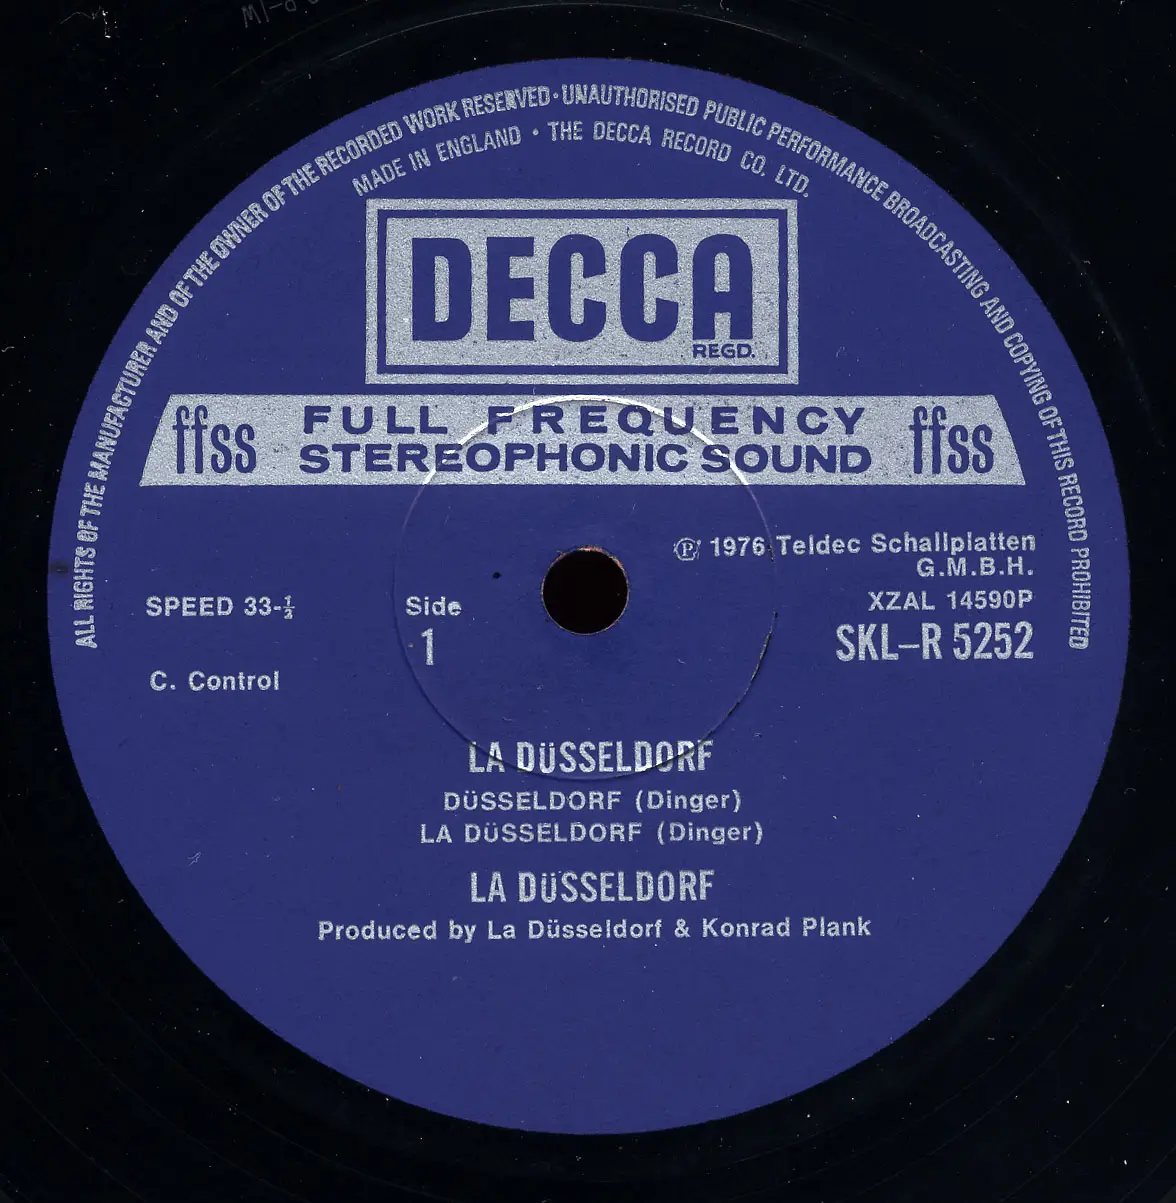 ALL RIGHTS OF THE MANUFACTURER AND OF THE OWNER OF THE RECORDED WORK RESERVED · UNAUTHORISED PUBLIC PERFORMANCE BROADCASTING AND COPYING OF THIS RECORD PROHIBITED
MADE IN ENGLAND · THE DECCA RECORD CO. LTD.
DECCA
REGD.
ffss FULL FREQUENCY ffss
STEREOPHONIC SOUND
℗ 1976 Teldec Schallplatten
G.M.B.H.
SPEED 33-⅓ Side XZAL 14590P
1 SKL–R 5252
C. Control
LA DÜSSELDORF
DÜSSELDORF (Dinger)
LA DÜSSELDORF (Dinger)
LA DÜSSELDORF
Produced by La Düsseldorf & Konrad Plank